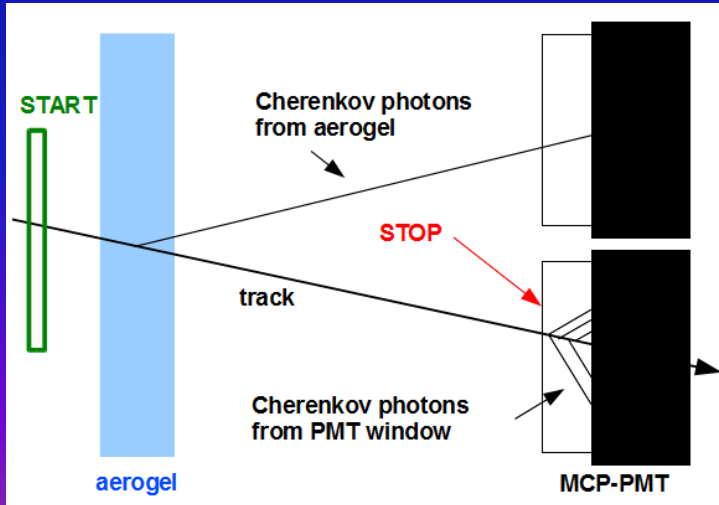 START
Cherenkov photons
from aerogel
STOP
track
Cherenkov photons
from PMT window
aerogel
MCP-PMT